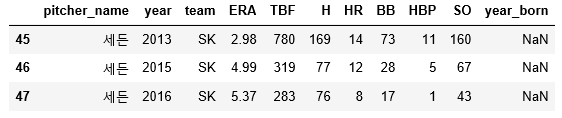 pitcher_name year team ERA TBF H HR BB HBP SO year_born
45 세든 2013 SK 2.98 780 169 14 73 11 160 NaN
46 세든 2015 SK 4.99 319 77 12 28 5 67 NaN
47 세든 2016 SK 5.37 283 76 8 17 1 43 NaN